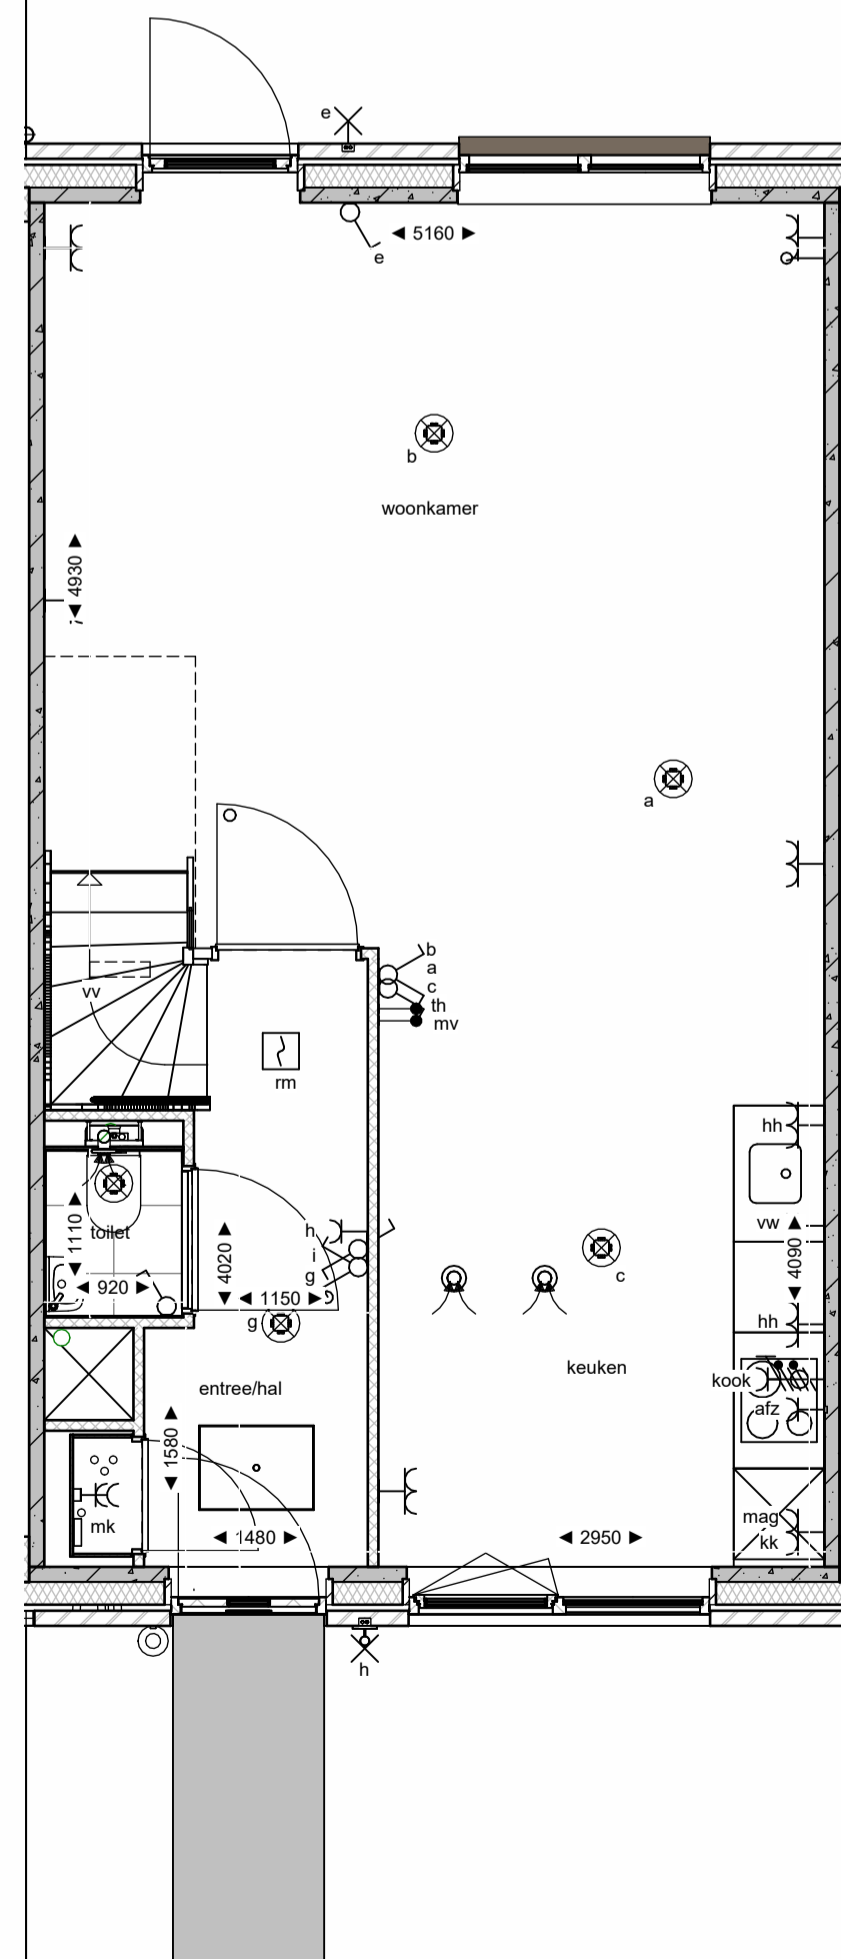 e
e
5160
b
woonkamer
4930
a
b
a
c
th
mv
vv
rm
hh
vw
toilet
1110
920
4020
h
i
g
1150
g
c
4090
hh
keuken
kook
afz
entree/hal
1580
mk
1480
2950
mag
kk
h